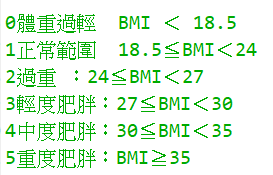 0體重過輕  BMI ＜ 18.5
1正常範圍  18.5≦BMI＜24
2過重 ：24≦BMI＜27
3輕度肥胖：27≦BMI＜30
4中度肥胖：30≦BMI＜35
5重度肥胖：BMI≧35